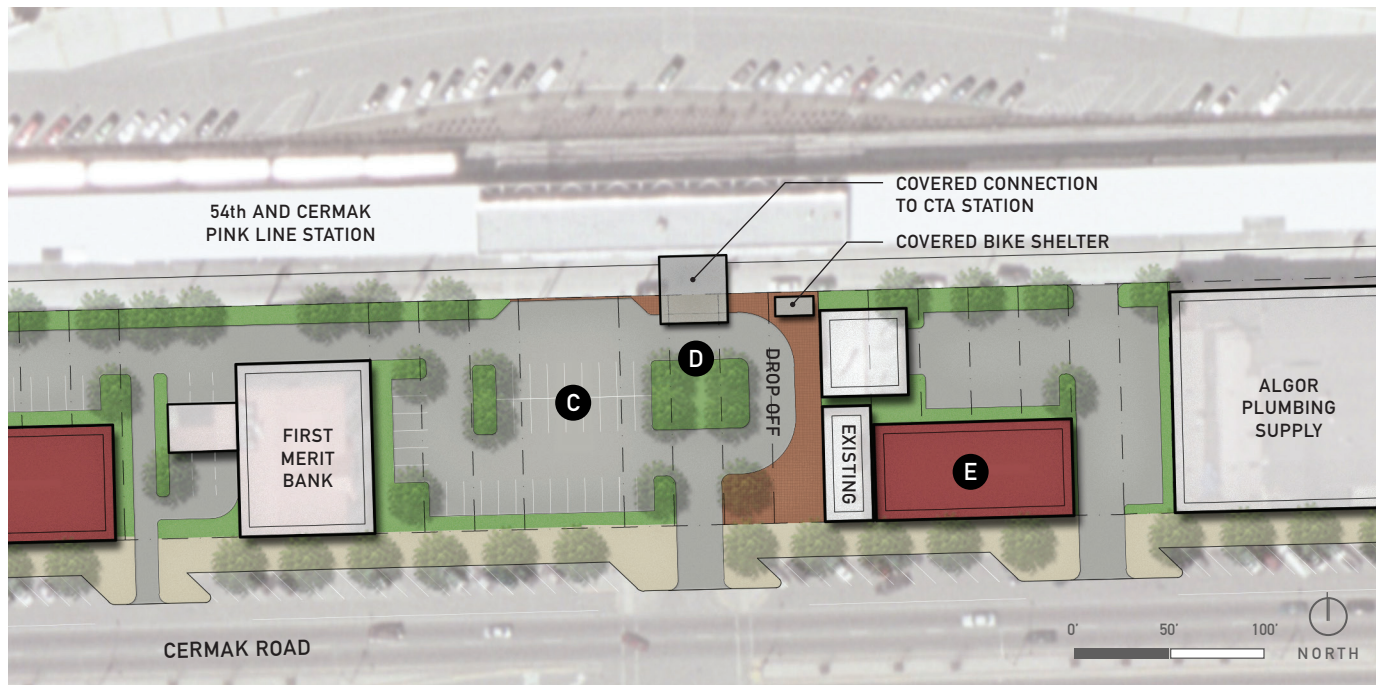 54th AND CERMAK
PINK LINE STATION
COVERED CONNECTION
TO CTA STATION
COVERED BIKE SHELTER
D
DROP-OFF
C
FIRST
MERIT
BANK
EXISTING
E
ALGOR
PLUMBING
SUPPLY
CERMAK ROAD
0' 50' 100'
NORTH